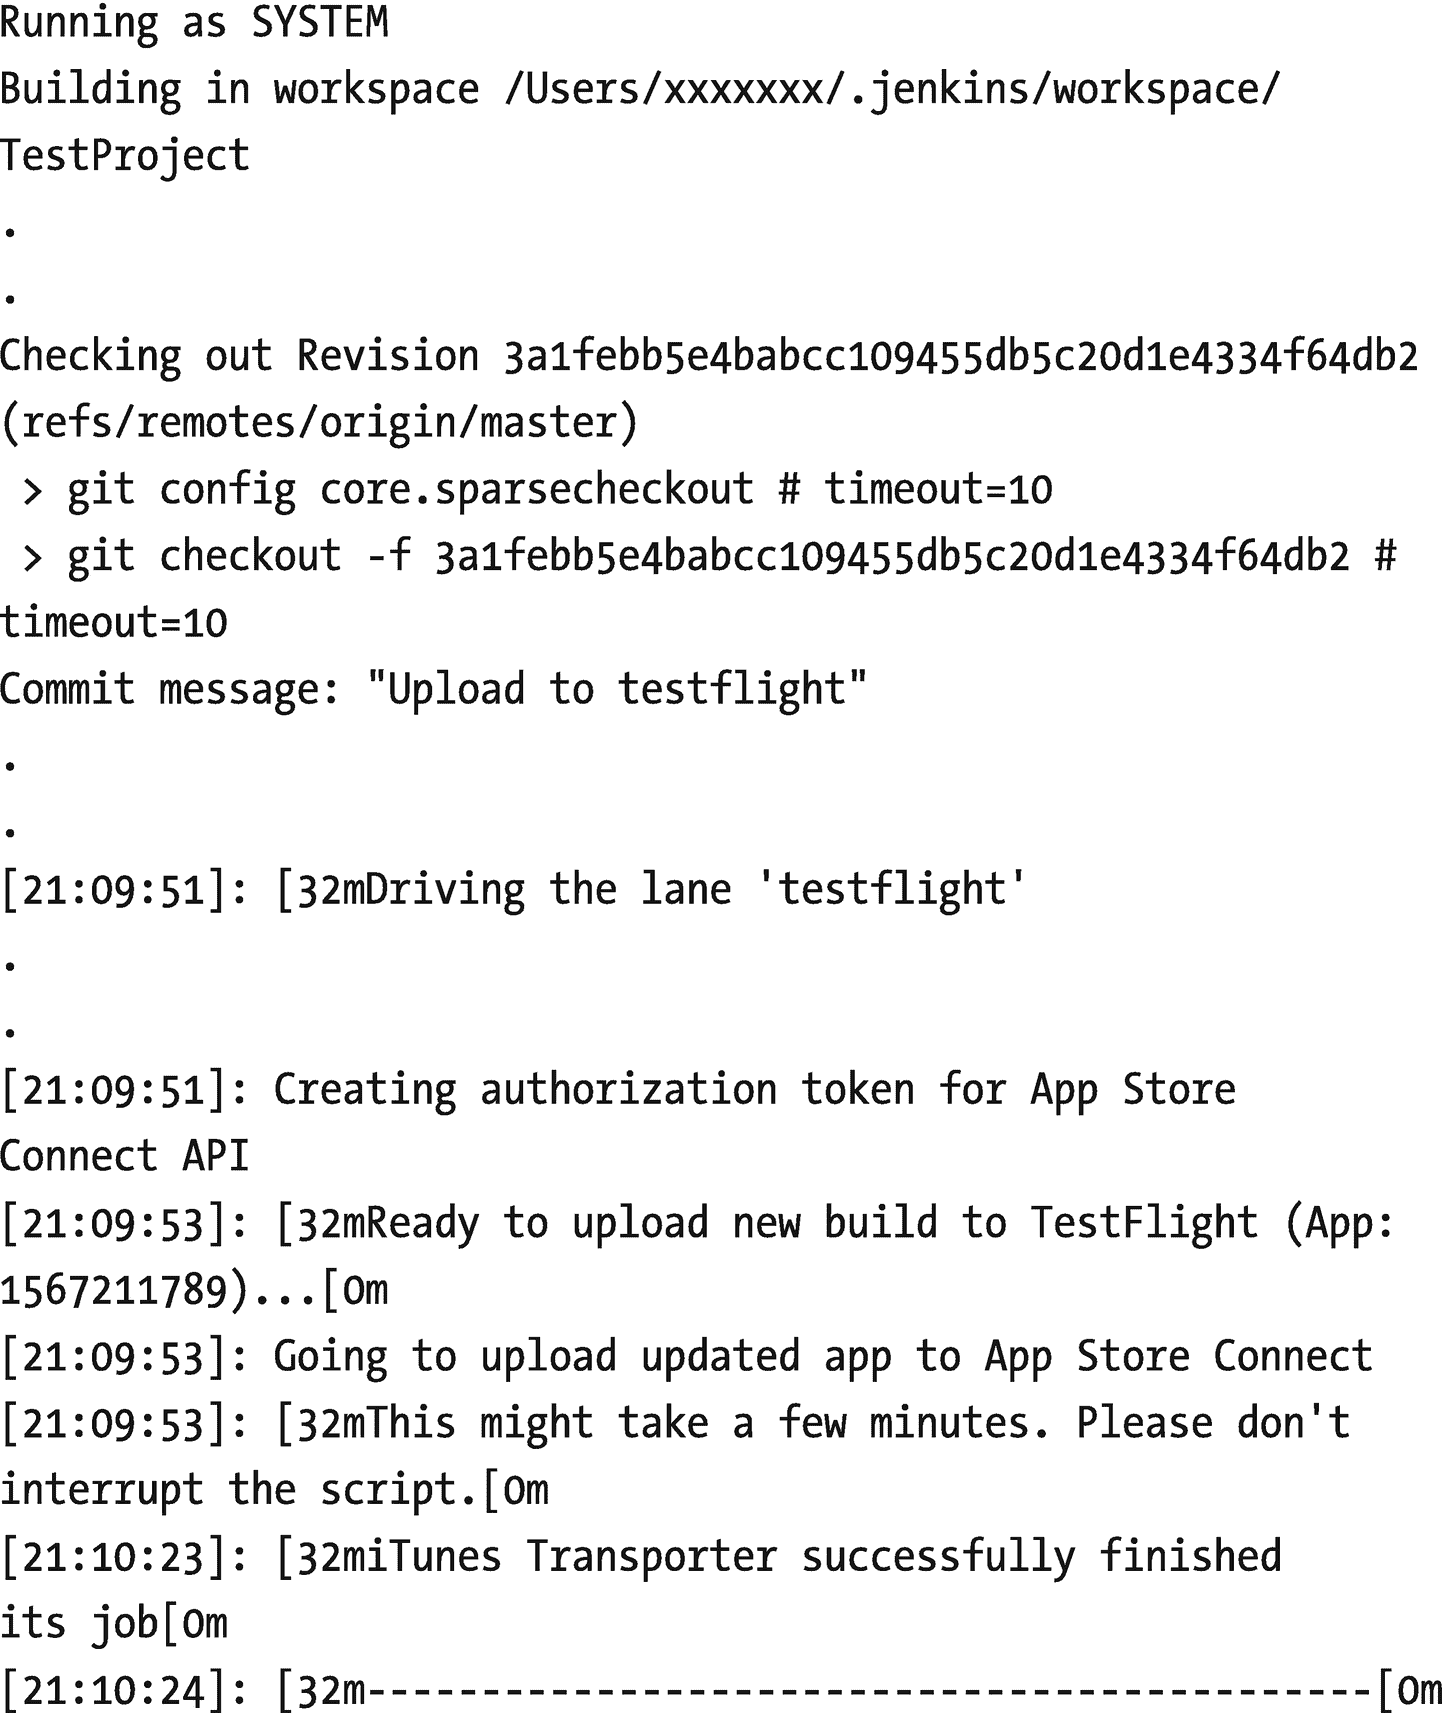 Running as SYSTEM
Building in workspace /Users/xxxxxxx/.jenkins/workspace/
TestProject
.
.
Checking out Revision 3a1febb5e4babcc109455db5c20d1e4334f64db2
(refs/remotes/origin/master)
 > git config core.sparsecheckout # timeout=10
 > git checkout -f 3a1febb5e4babcc109455db5c20d1e4334f64db2 #
timeout=10
Commit message: "Upload to testflight"
.
.
[21:09:51]: [32mDriving the lane 'testflight'
.
.
[21:09:51]: Creating authorization token for App Store
Connect API
[21:09:53]: [32mReady to upload new build to TestFlight (App:
1567211789)...[0m
[21:09:53]: Going to upload updated app to App Store Connect
[21:09:53]: [32mThis might take a few minutes. Please don't
interrupt the script.[0m
[21:10:23]: [32miTunes Transporter successfully finished
its job[0m
[21:10:24]: [32m--------------------------------------------[0m